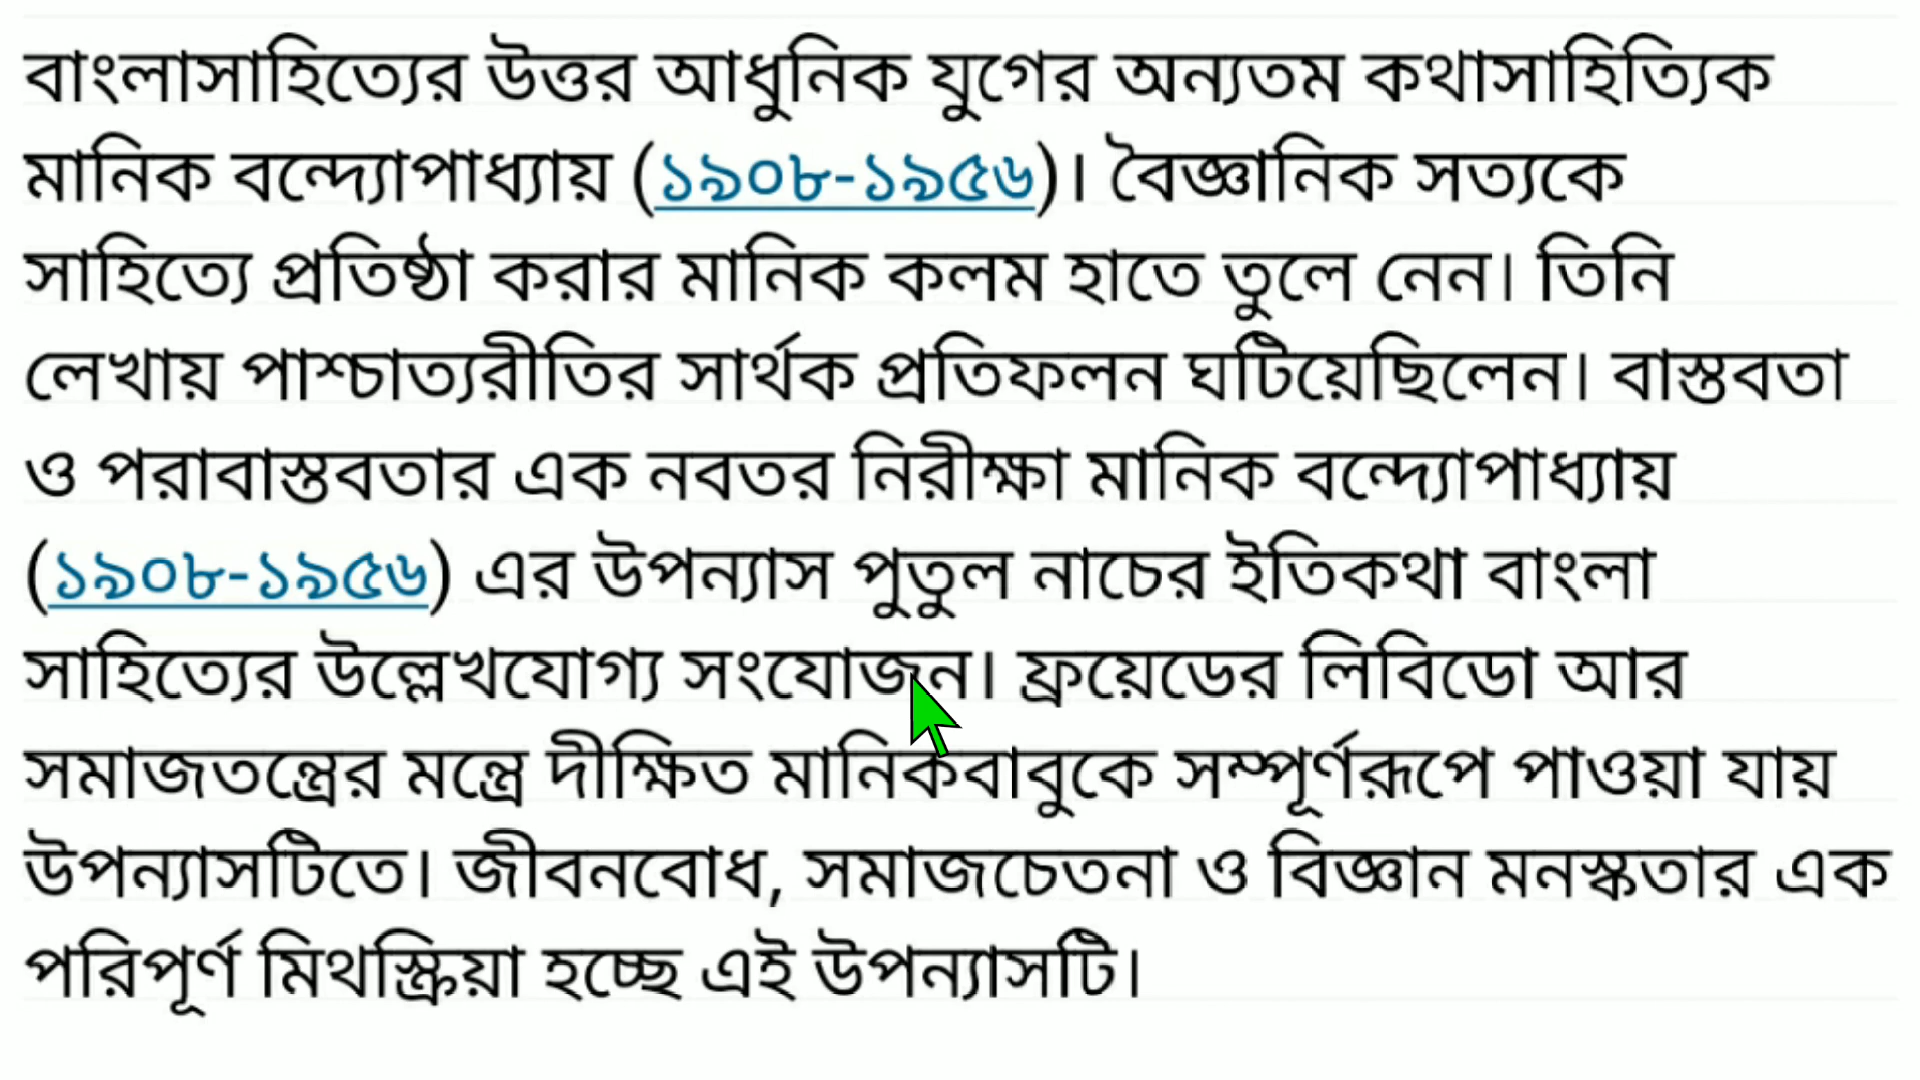 বাংলাসাহিত্যের উত্তর আধুনিক যুগের অন্যতম কথাসাহিত্যিক
মানিক বন্দ্যোপাধ্যায় (১৯০৮-১৯৫৬)। বৈজ্ঞানিক সত্যকে
সাহিত্যে প্রতিষ্ঠা করার মানিক কলম হাতে তুলে নেন। তিনি
লেখায় পাশ্চাত্যরীতির সার্থক প্রতিফলন ঘটিয়েছিলেন। বাস্তবতা
ও পরাবাস্তবতার এক নবতর নিরীক্ষা মানিক বন্দ্যোপাধ্যায়
(১৯০৮-১৯৫৬) এর উপন্যাস পুতুল নাচের ইতিকথা বাংলা
সাহিত্যের উল্লেখযোগ্য সংযোজন। ফ্রয়েডের লিবিডো আর
সমাজতন্ত্রের মন্ত্রে দীক্ষিত মানিকবাবুকে সম্পূর্ণরূপে পাওয়া যায়
উপন্যাসটিতে। জীবনবোধ, সমাজচেতনা ও বিজ্ঞান মনস্কতার এক
পরিপূর্ণ মিথস্ক্রিয়া হচ্ছে এই উপন্যাসটি।